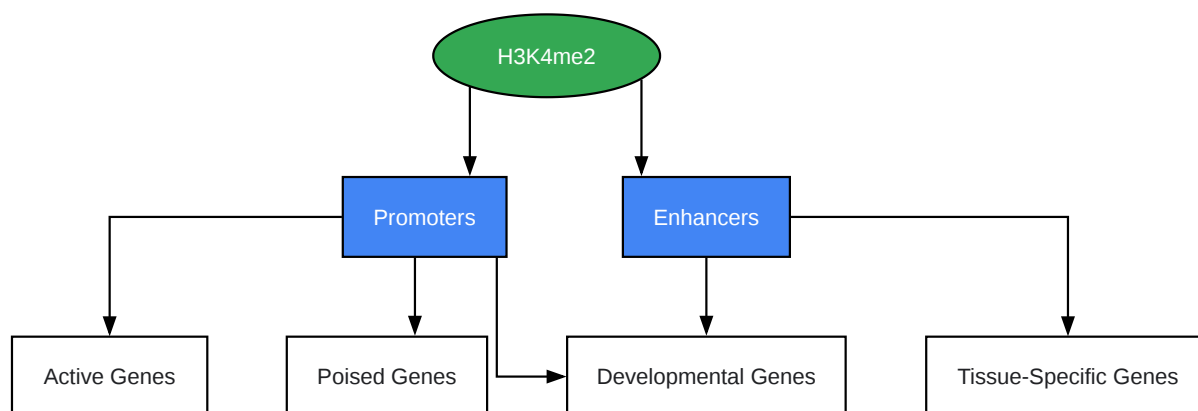 H3K4me2
Promoters
Enhancers
Active Genes
Poised Genes
Developmental Genes
Tissue-Specific Genes